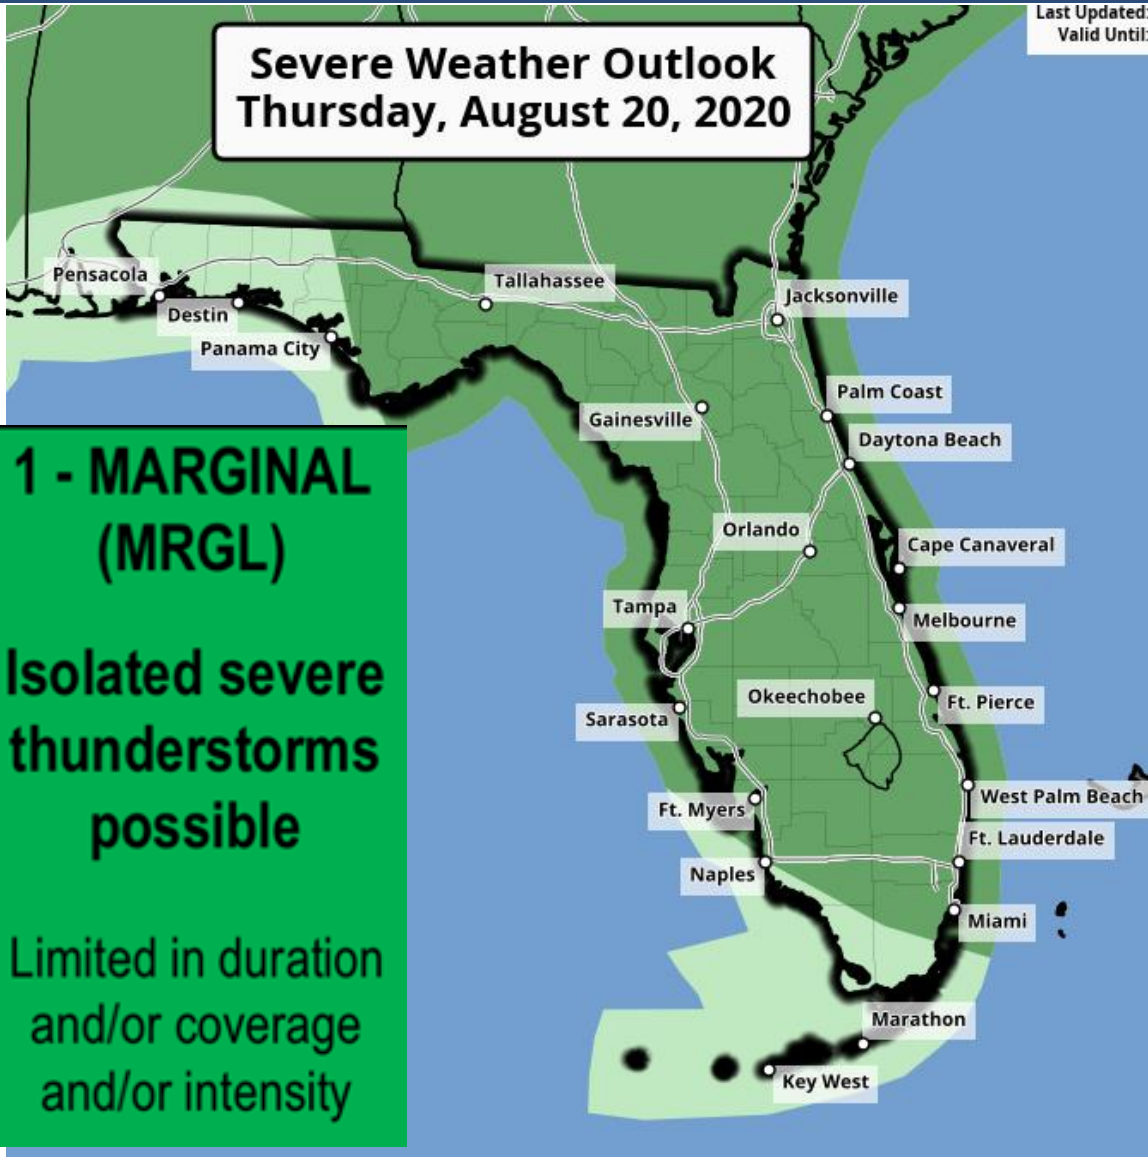 Last Updated:
Valid Until:
Severe Weather Outlook
Thursday, August 20, 2020
Pensacola
Tallahassee
Jacksonville
Destin
Panama City
Palm Coast
Gainesville
Daytona Beach
Orlando
Cape Canaveral
Tampa
Melbourne
Okeechobee
Ft. Pierce
Sarasota
West Palm Beach
Ft. Myers
Ft. Lauderdale
Naples
Miami
Marathon
Key West
1 - MARGINAL
(MRGL)
Isolated severe
thunderstorms
possible
Limited in duration
and/or coverage
and/or intensity